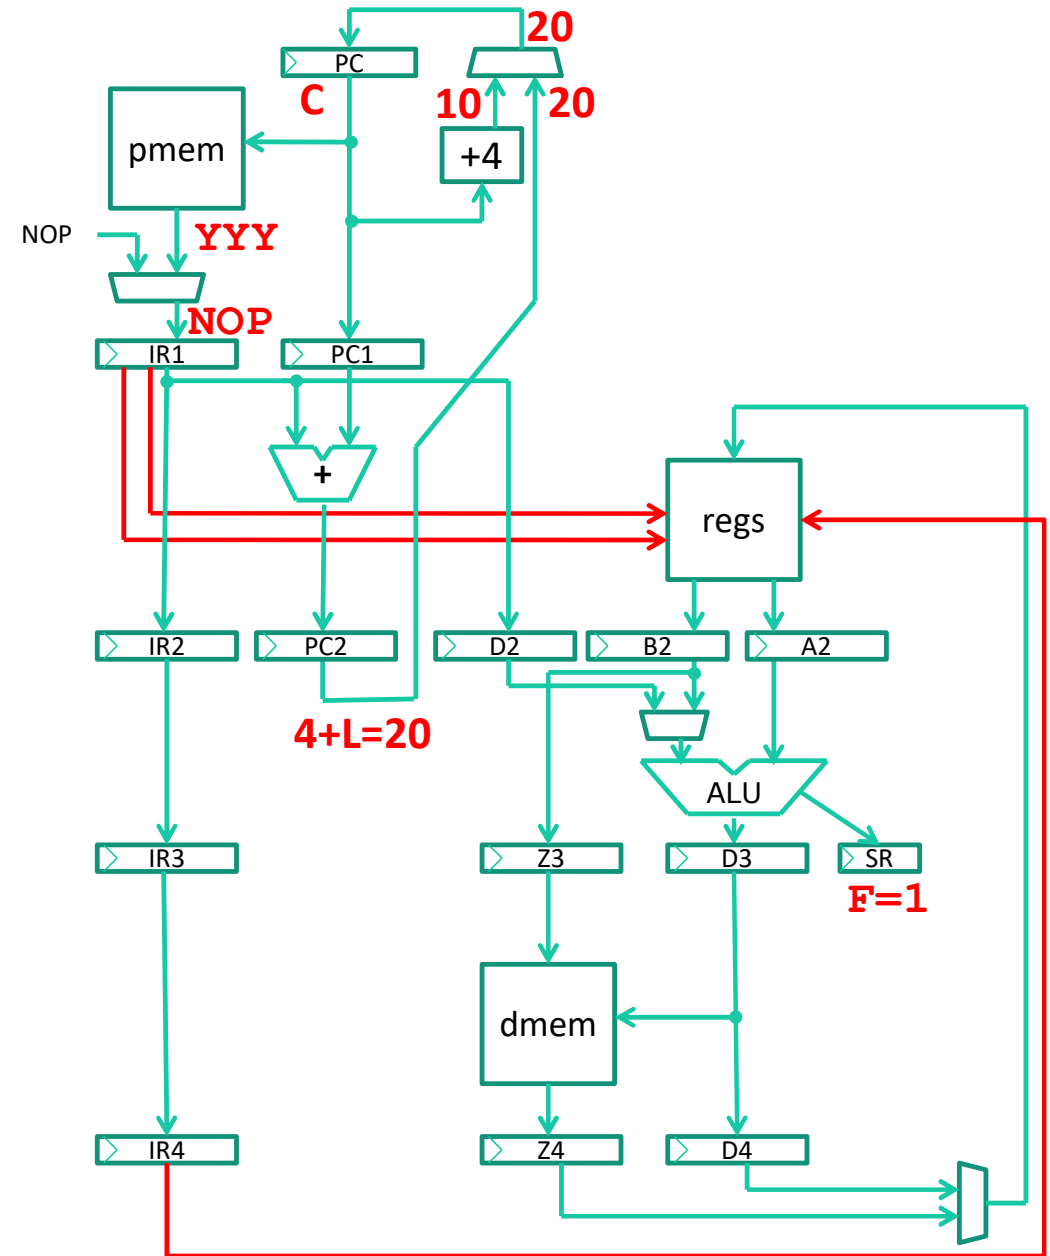 20
PC
C
10
20
pmem
+4
NOP
YYY
NOP
IR1
PC1
+
regs
IR2
PC2
D2
B2
A2
4+L=20
ALU
IR3
Z3
D3
SR
F=1
dmem
IR4
Z4
D4